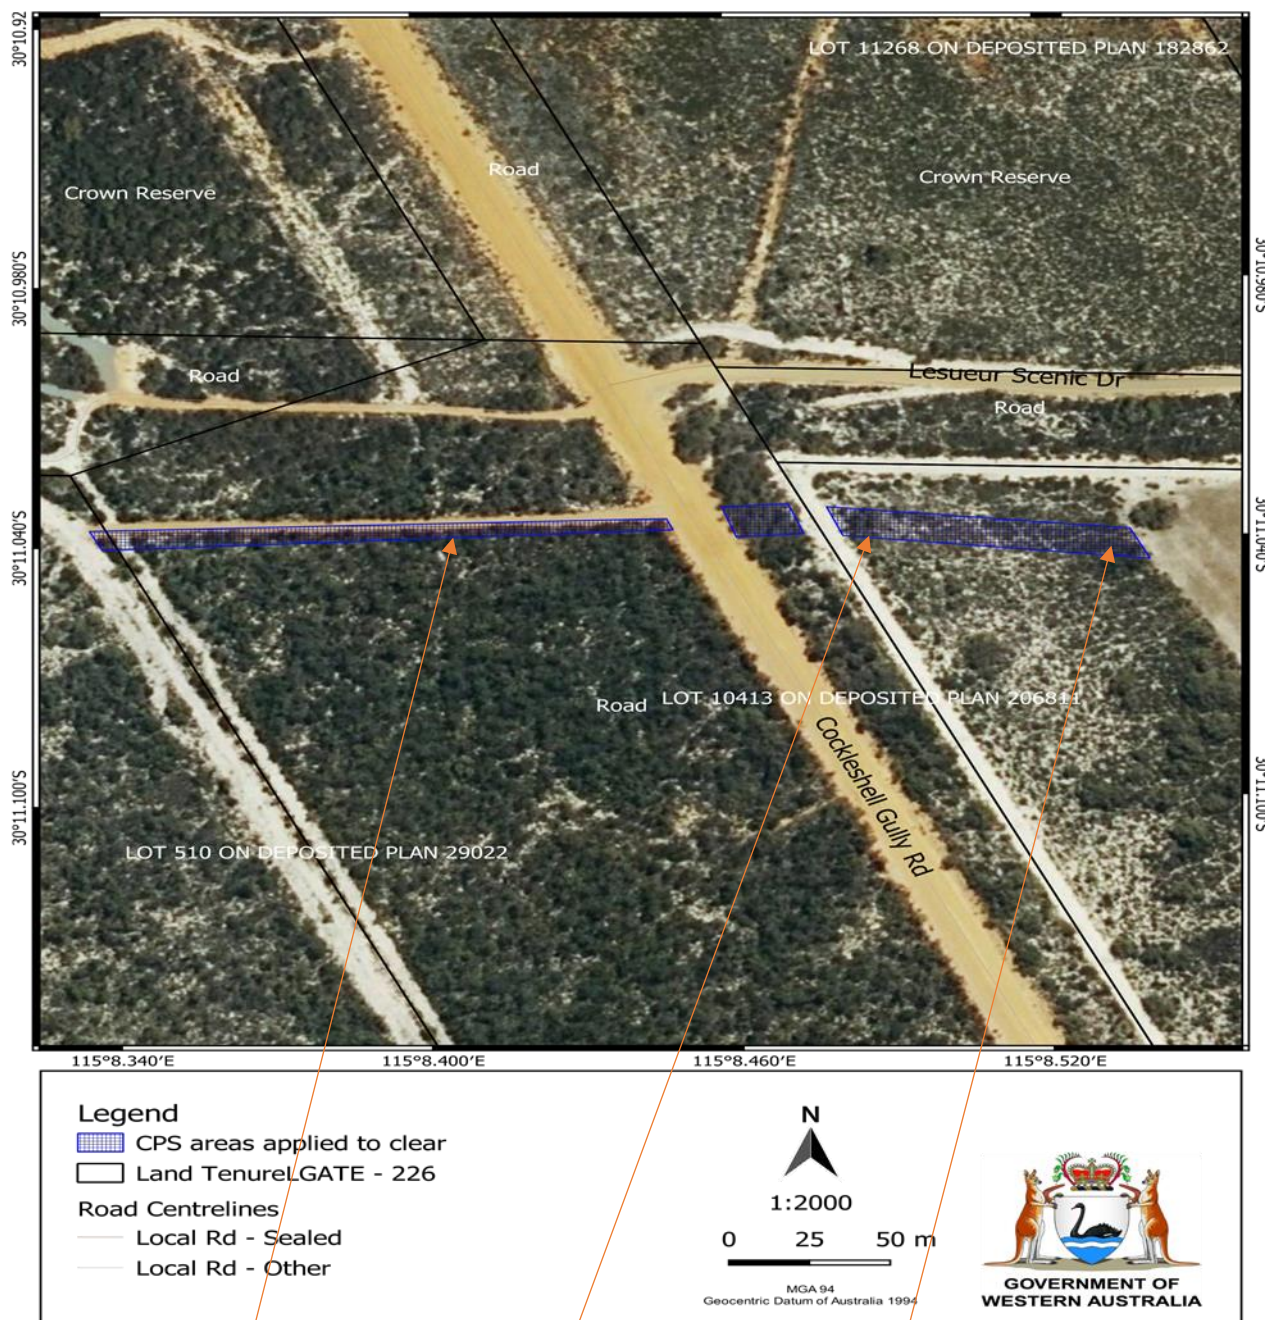 30°10.92
LOT 11268 ON DEPOSITED PLAN 182862
Road
Crown Reserve
Crown Reserve
30°10.980'S
30°10.980'S
Road
Lesueur Scenic Dr
Road
30°11.040'S
30°11.040'S
Road
LOT 10413 ON DEPOSITED PLAN 206811
Cockleshell Gully Rd
30°11.100'S
30°11.100'S
LOT 510 ON DEPOSITED PLAN 29022
115°8.340'E
115°8.400'E
115°8.460'E
115°8.520'E
Legend
CPS areas applied to clear
Land TenureLGATE - 226
Road Centrelines
Local Rd - Sealed
Local Rd - Other
N
1:2000
0 25 50 m
MGA 94
Geocentric Datum of Australia 1994
GOVERNMENT OF
WESTERN AUSTRALIA